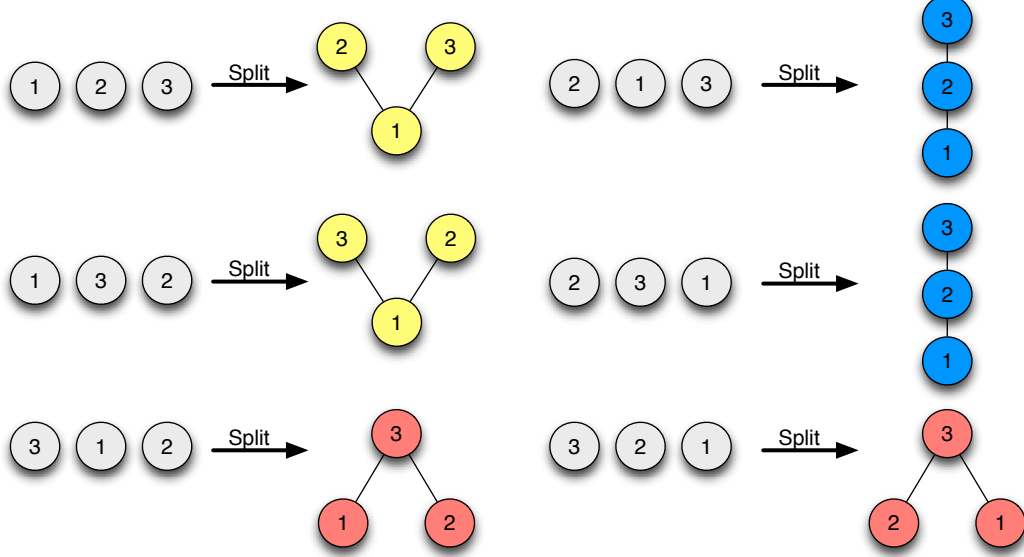 1 2 3 Split 2 3 1
2 1 3 Split 3 2 1
1 3 2 Split 3 2 1
2 3 1 Split 3 2 1
3 1 2 Split 3 1 2
3 2 1 Split 3 2 1